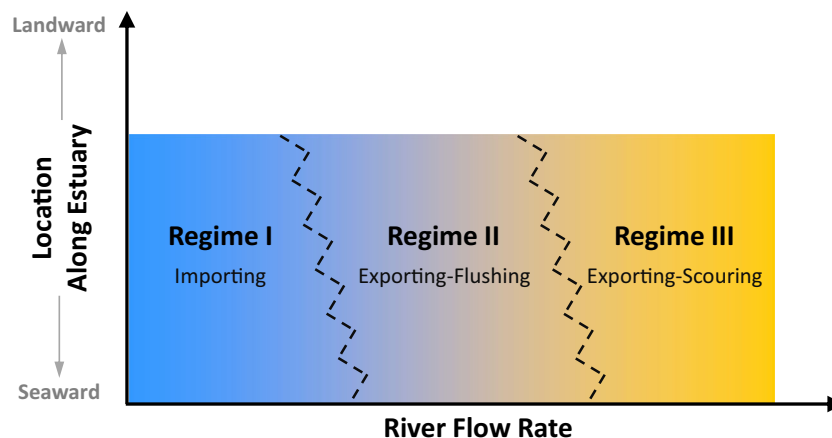 Landward
Location
Along Estuary
Seaward
Regime I
Importing
Regime II
Exporting-Flushing
Regime III
Exporting-Scouring
River Flow Rate